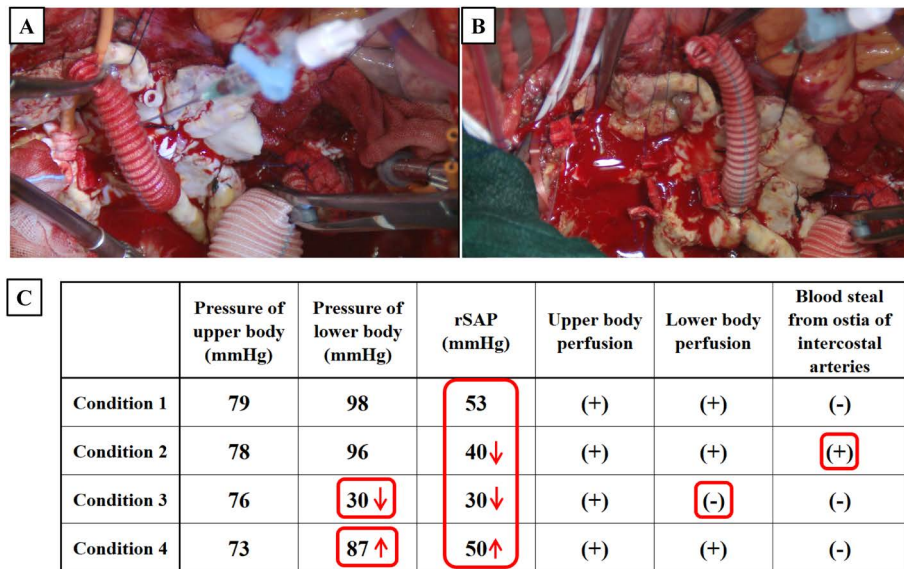 A
B
C
Pressure of upper body (mmHg) Pressure of lower body (mmHg) rSAP (mmHg) Upper body perfusion Lower body perfusion Blood steal from ostia of intercostal arteries
Condition 1 79 98 53 (+) (+) (-)
Condition 2 78 96 40↓ (+) (+) (+)
Condition 3 76 30↓ 30↓ (+) (-) (-)
Condition 4 73 87↑ 50↑ (+) (+) (-)